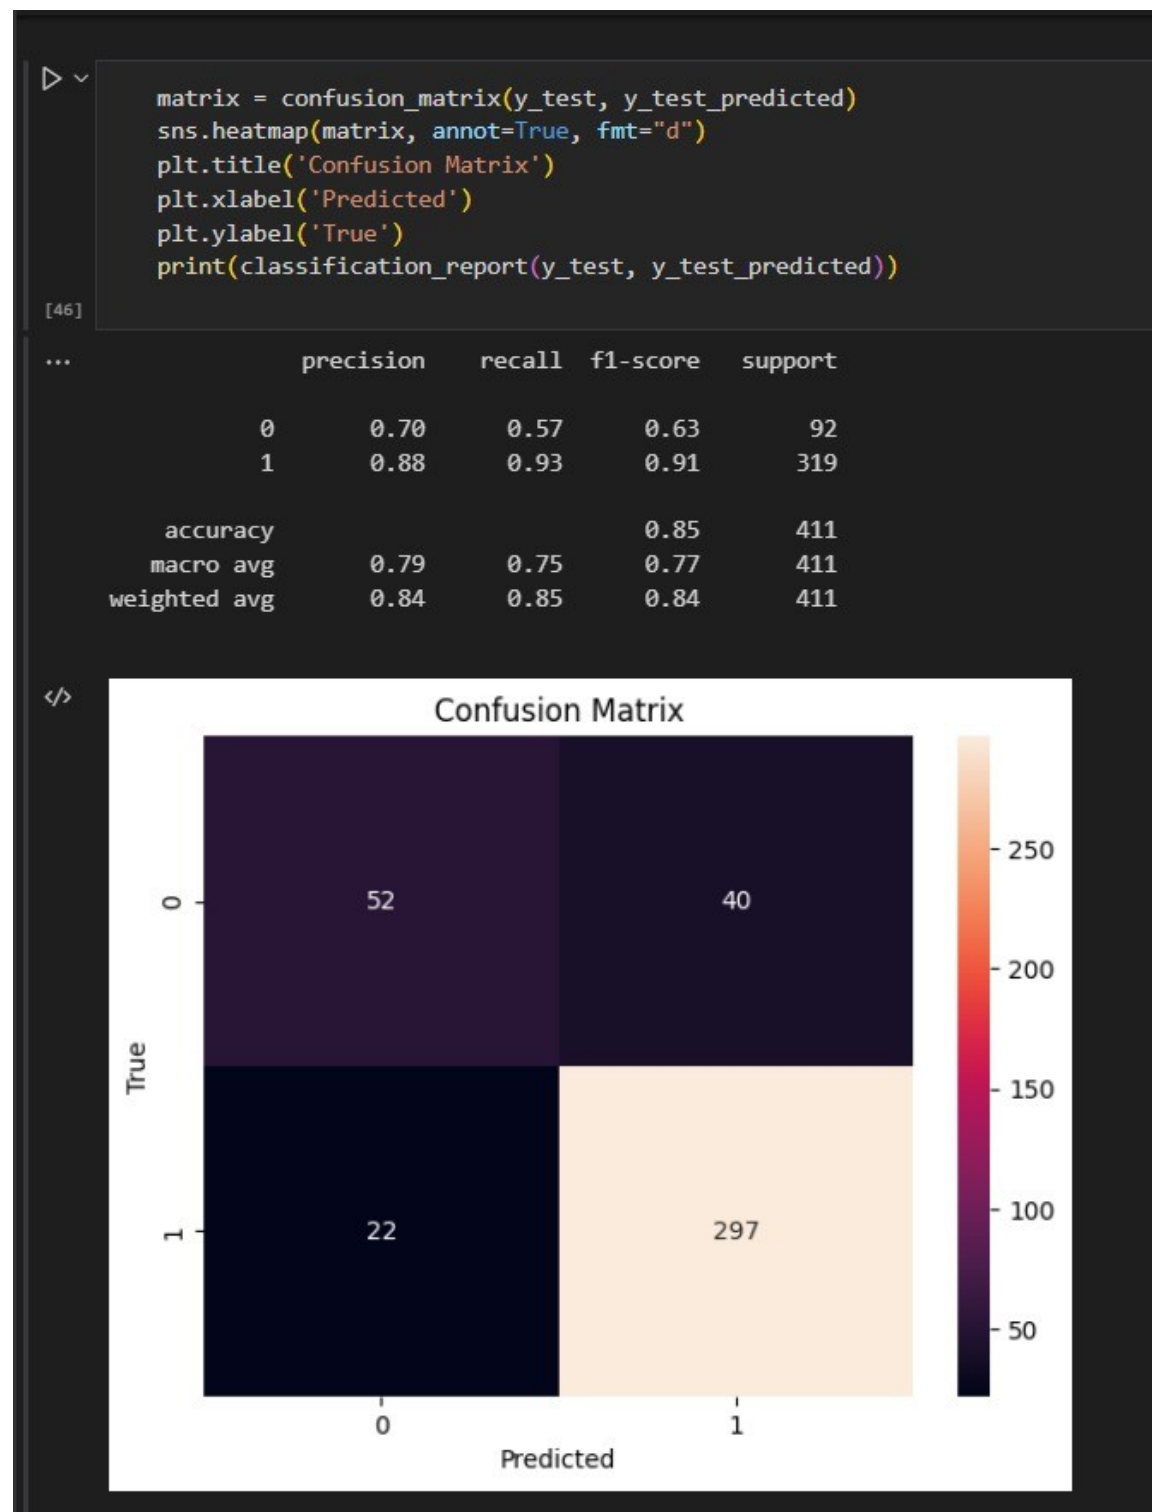 matrix = confusion_matrix(y_test, y_test_predicted)
sns.heatmap(matrix, annot=True, fmt="d")
plt.title('Confusion Matrix')
plt.xlabel('Predicted')
plt.ylabel('True')
print(classification_report(y_test, y_test_predicted))
[46]
... precision recall f1-score support
0 0.70 0.57 0.63 92
1 0.88 0.93 0.91 319
accuracy 0.85 411
macro avg 0.79 0.75 0.77 411
weighted avg 0.84 0.85 0.84 411
</>
Confusion Matrix
250
0 52 40
200
True
150
1 22 297
100
50
0 1
Predicted